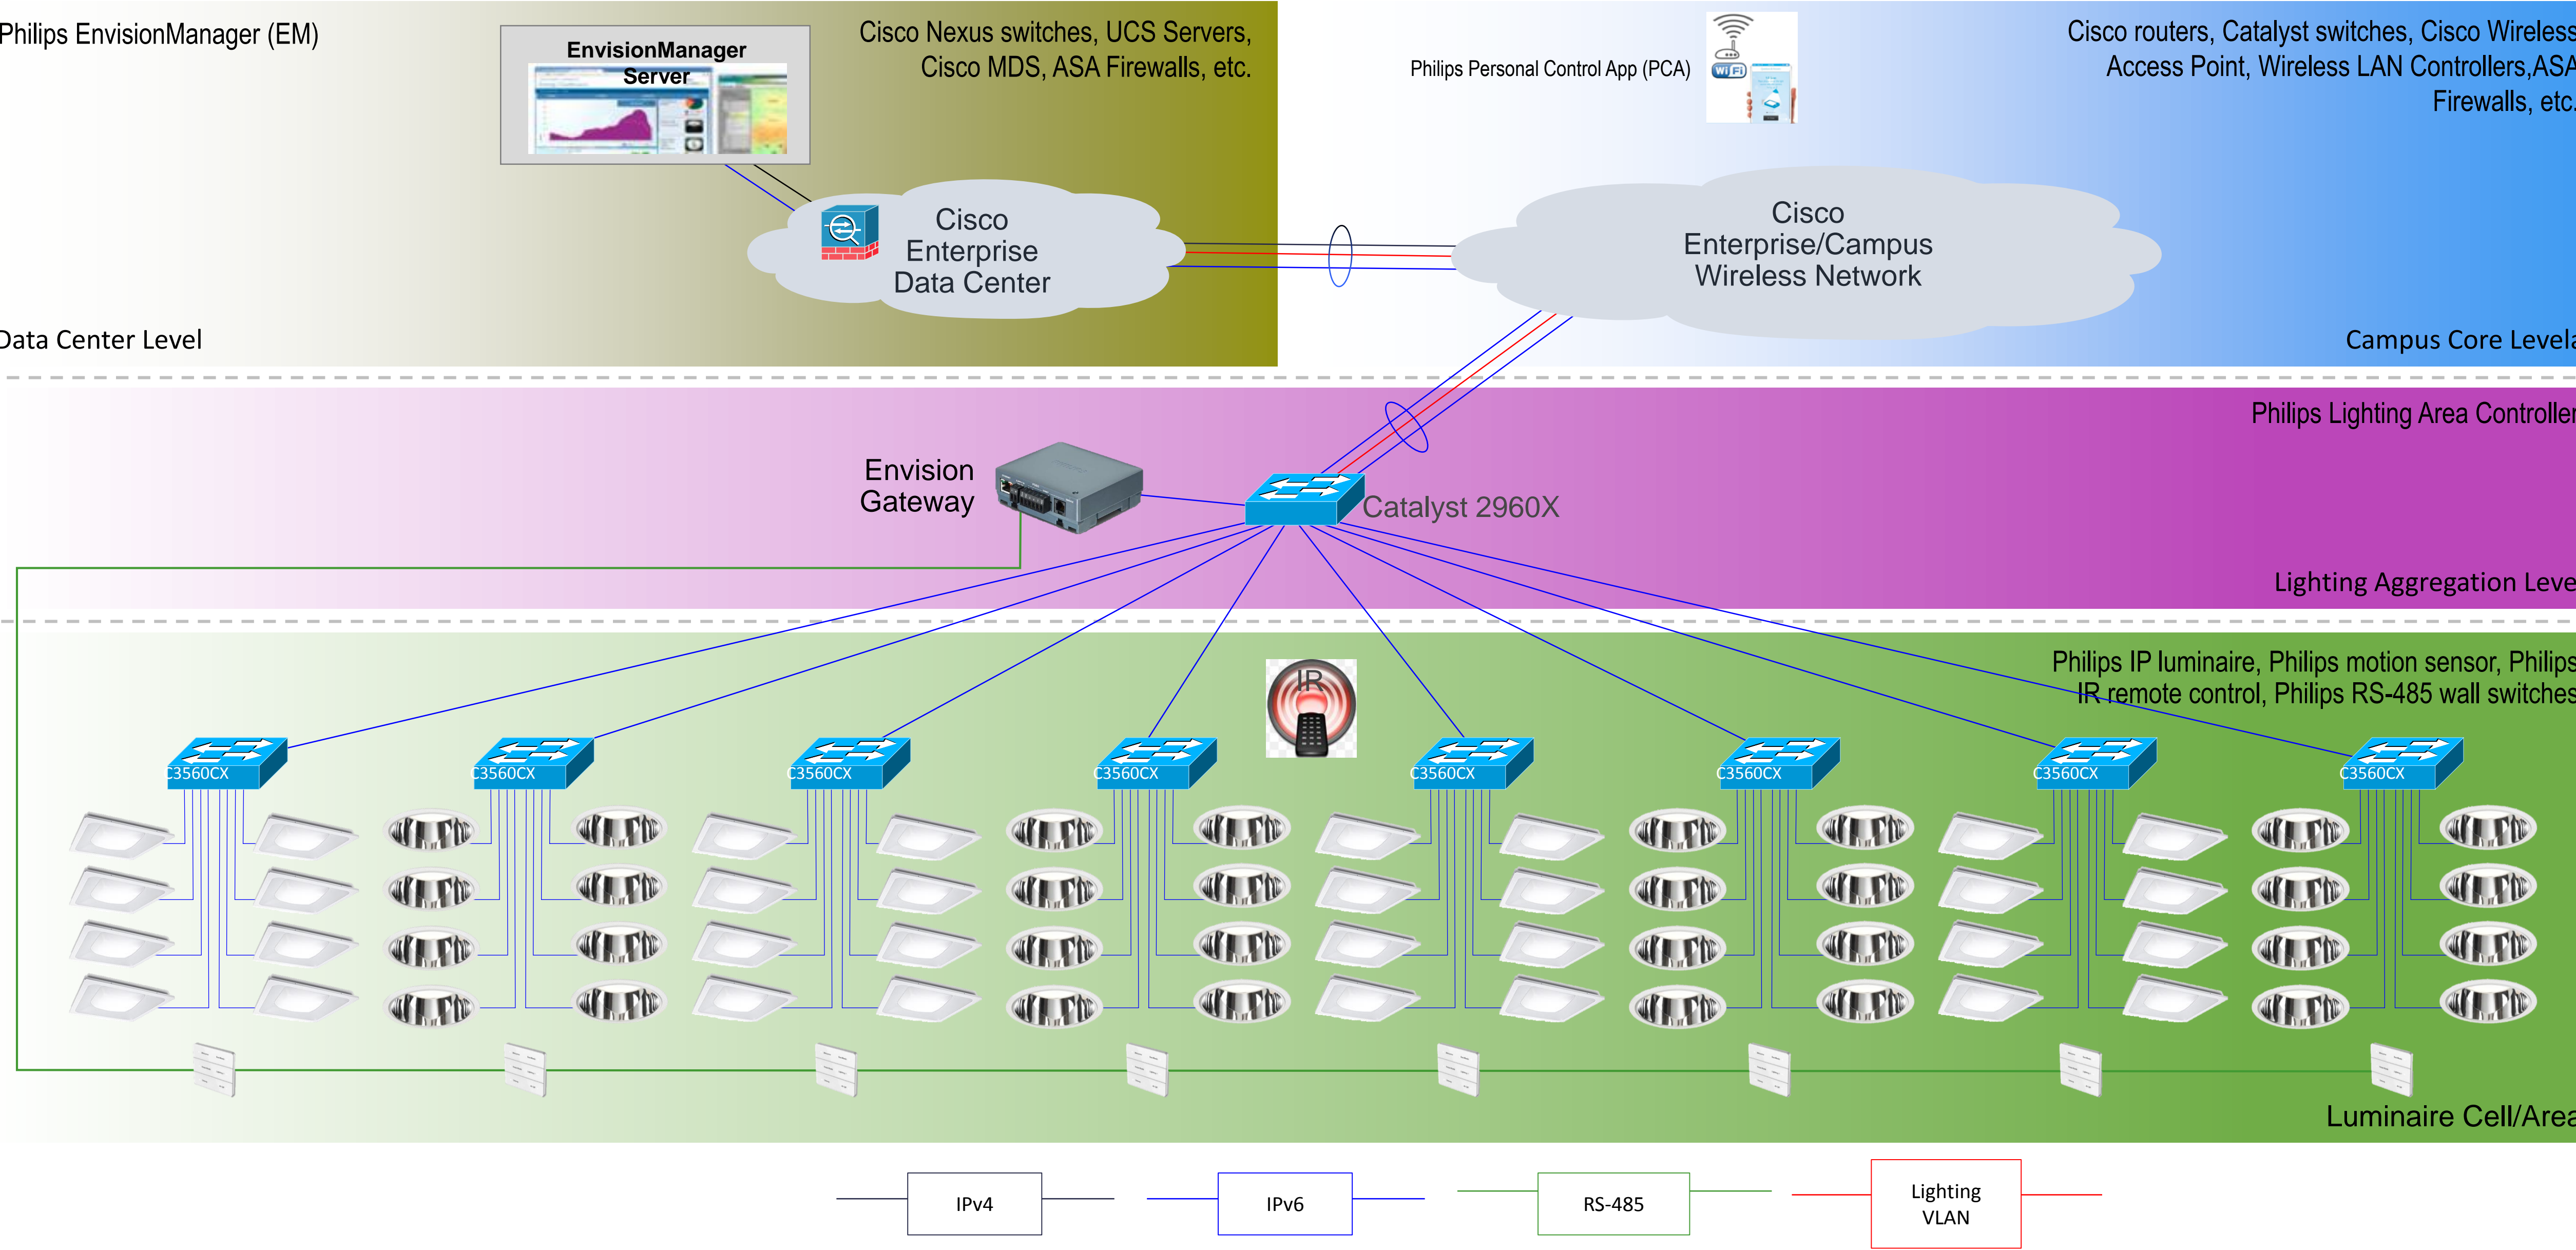 Philips EnvisionManager (EM)
EnvisionManager
Server
Cisco Nexus switches, UCS Servers,
Cisco MDS, ASA Firewalls, etc.
Philips Personal Control App (PCA)
WiFi
Cisco routers, Catalyst switches, Cisco Wireless
Access Point, Wireless LAN Controllers,ASA
Firewalls, etc.
Cisco
Enterprise
Data Center
Cisco
Enterprise/Campus
Wireless Network
Data Center Level
Campus Core Levela
Philips Lighting Area Controller
Envision
Gateway
Catalyst 2960X
Lighting Aggregation Level
IR
Philips IP luminaire, Philips motion sensor, Philips
IR remote control, Philips RS-485 wall switches
C3560CX
C3560CX
C3560CX
C3560CX
C3560CX
C3560CX
C3560CX
C3560CX
Luminaire Cell/Area
IPv4
IPv6
RS-485
Lighting
VLAN